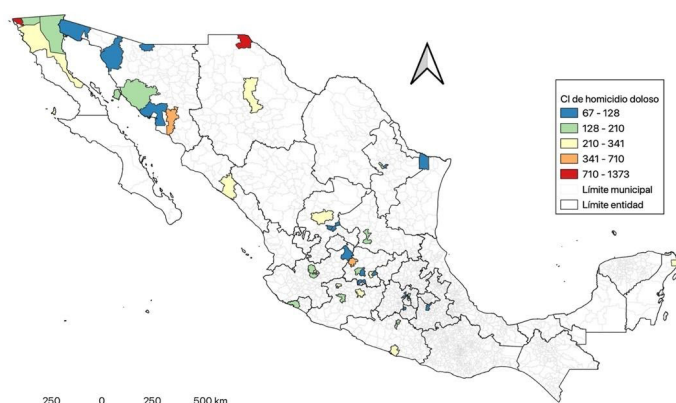 CI de homicidio doloso
67 - 128
128 - 210
210 - 341
341 - 710
710 - 1373
Límite municipal
Límite entidad
250 0 250 500 km